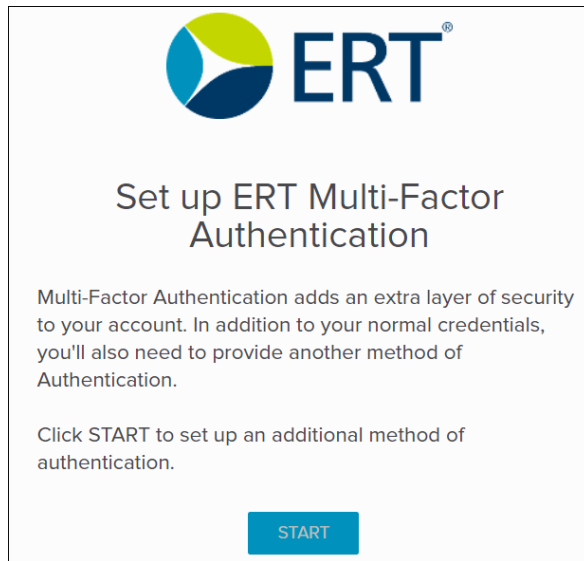 ERT®
Set up ERT Multi-Factor
Authentication
Multi-Factor Authentication adds an extra layer of security
to your account. In addition to your normal credentials,
you'll also need to provide another method of
Authentication.
Click START to set up an additional method of
authentication.
START